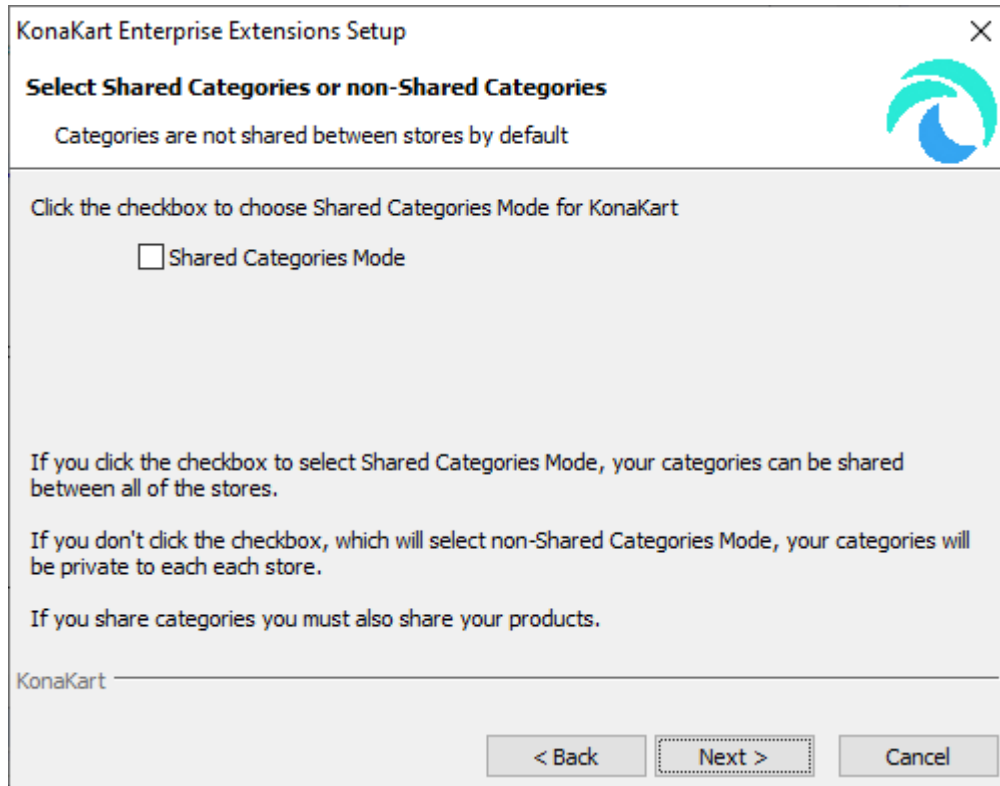 KonaKart Enterprise Extensions Setup
Select Shared Categories or non-Shared Categories
Categories are not shared between stores by default
Click the checkbox to choose Shared Categories Mode for KonaKart
Shared Categories Mode
If you click the checkbox to select Shared Categories Mode, your categories can be shared
between all of the stores.
If you don't click the checkbox, which will select non-Shared Categories Mode, your categories will
be private to each each store.
If you share categories you must also share your products.
KonaKart
< Back
Next >
Cancel